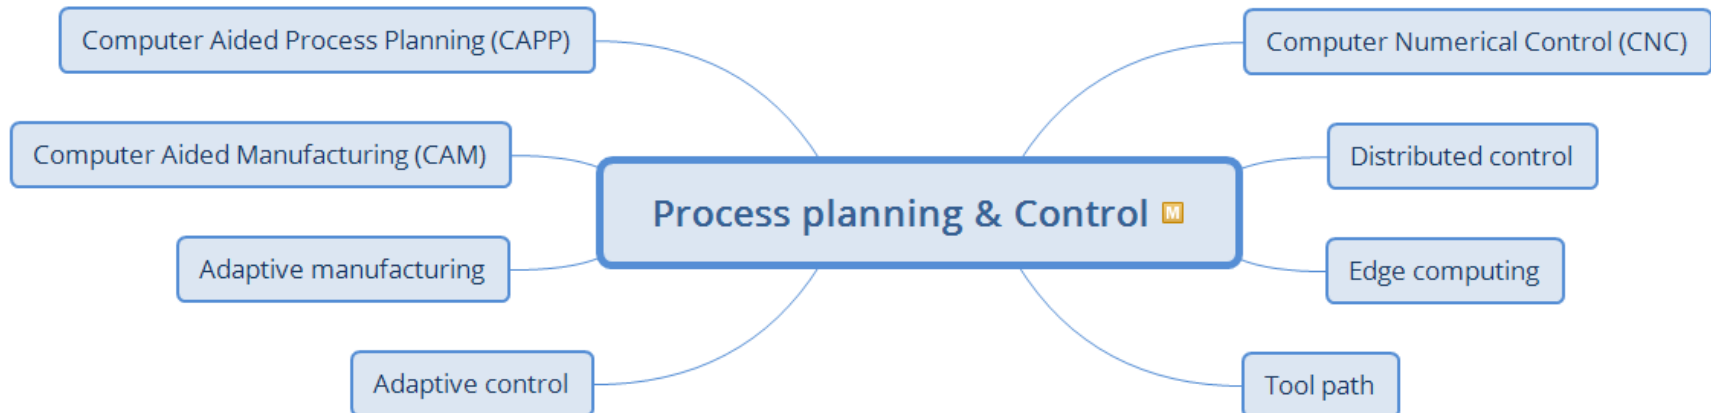 Computer Aided Process Planning (CAPP)
Computer Numerical Control (CNC)
Computer Aided Manufacturing (CAM)
Distributed control
Process planning & Control M
Adaptive manufacturing
Edge computing
Adaptive control
Tool path